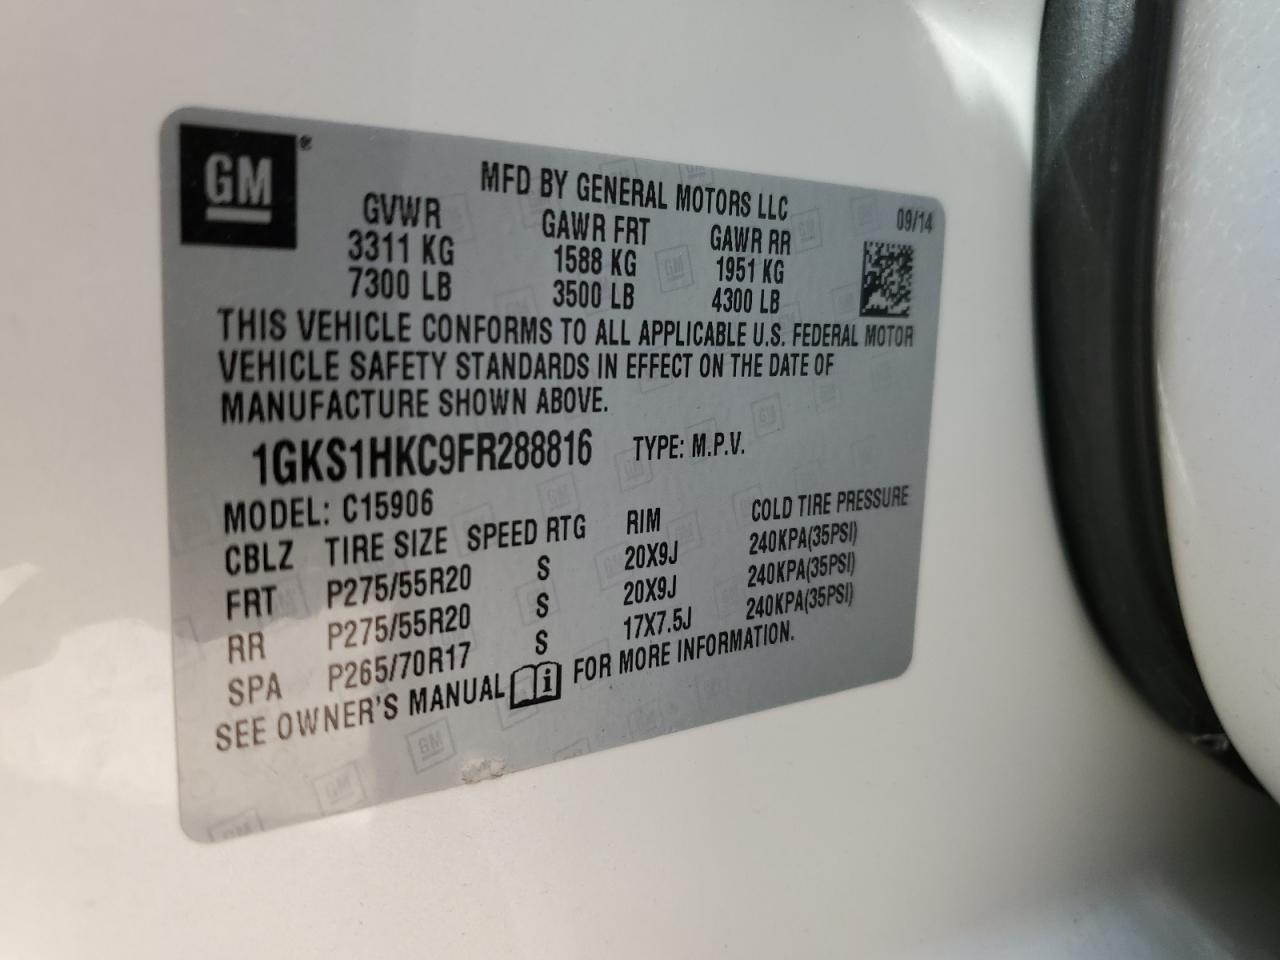 GM®
MFD BY GENERAL MOTORS LLC
09/14
GVWR GAWR FRT GAWR RR
3311 KG 1588 KG 1951 KG
7300 LB 3500 LB 4300 LB
THIS VEHICLE CONFORMS TO ALL APPLICABLE U.S. FEDERAL MOTOR
VEHICLE SAFETY STANDARDS IN EFFECT ON THE DATE OF
MANUFACTURE SHOWN ABOVE.
1GKS1HKC9FR288816 TYPE: M.P.V.
MODEL: C15906
CBLZ TIRE SIZE SPEED RTG RIM COLD TIRE PRESSURE
FRT P275/55R20 S 20X9J 240KPA(35PSI)
RR P275/55R20 S 20X9J 240KPA(35PSI)
SPA P265/70R17 S 17X7.5J 240KPA(35PSI)
SEE OWNER'S MANUAL i FOR MORE INFORMATION.